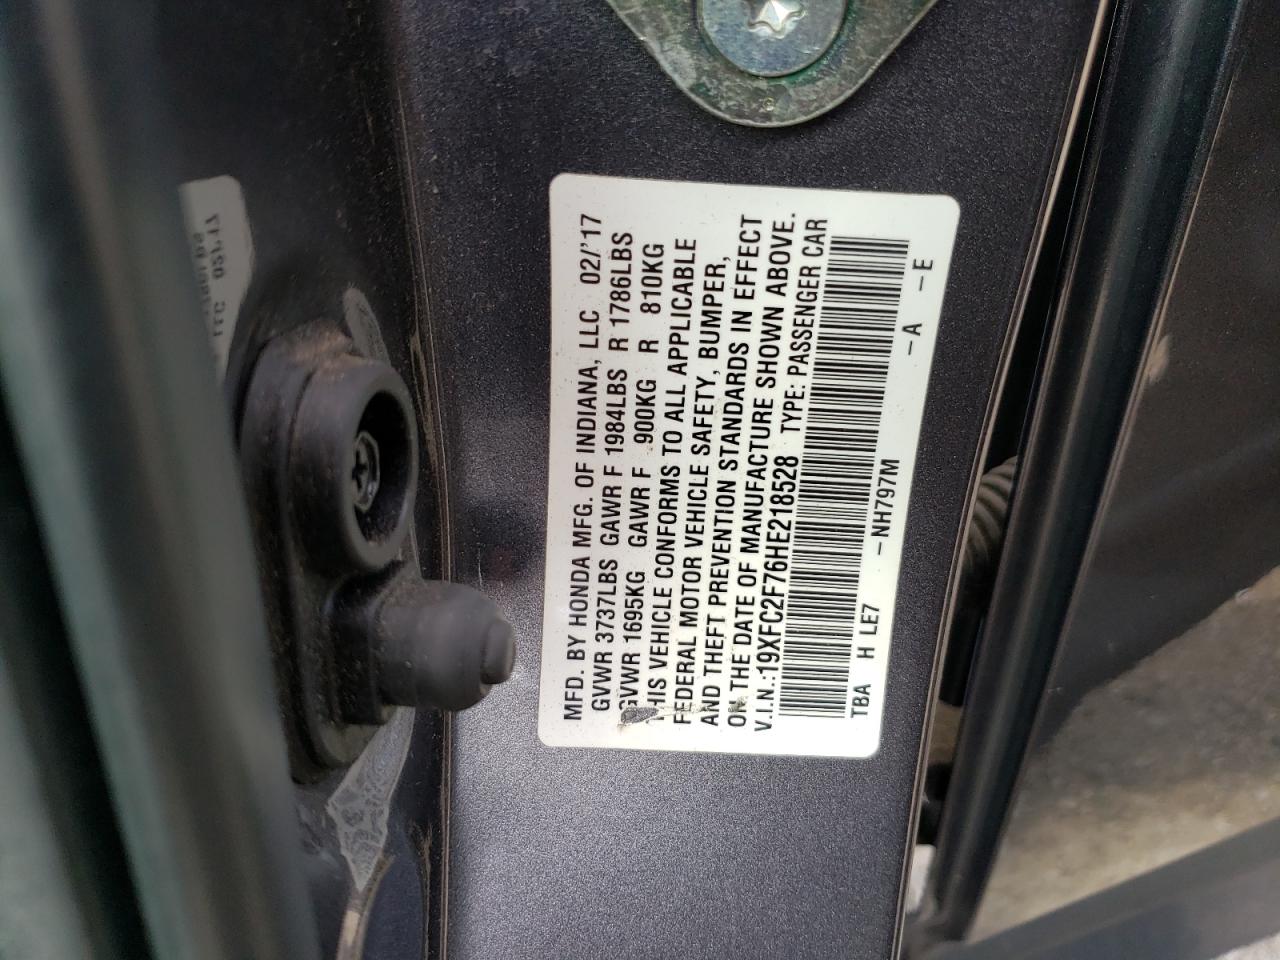 MFD. BY HONDA MFG. OF INDIANA, LLC 02/'17
GVWR 3737LBS GAWR F 1984LBS R 1786LBS
GVWR 1695KG GAWR F 900KG R 810KG
THIS VEHICLE CONFORMS TO ALL APPLICABLE
FEDERAL MOTOR VEHICLE SAFETY, BUMPER,
AND THEFT PREVENTION STANDARDS IN EFFECT
ON THE DATE OF MANUFACTURE SHOWN ABOVE.
V.I.N.:19XFC2F76HE218528 TYPE: PASSENGER CAR
TBA H LE7 -NH797M -A -E